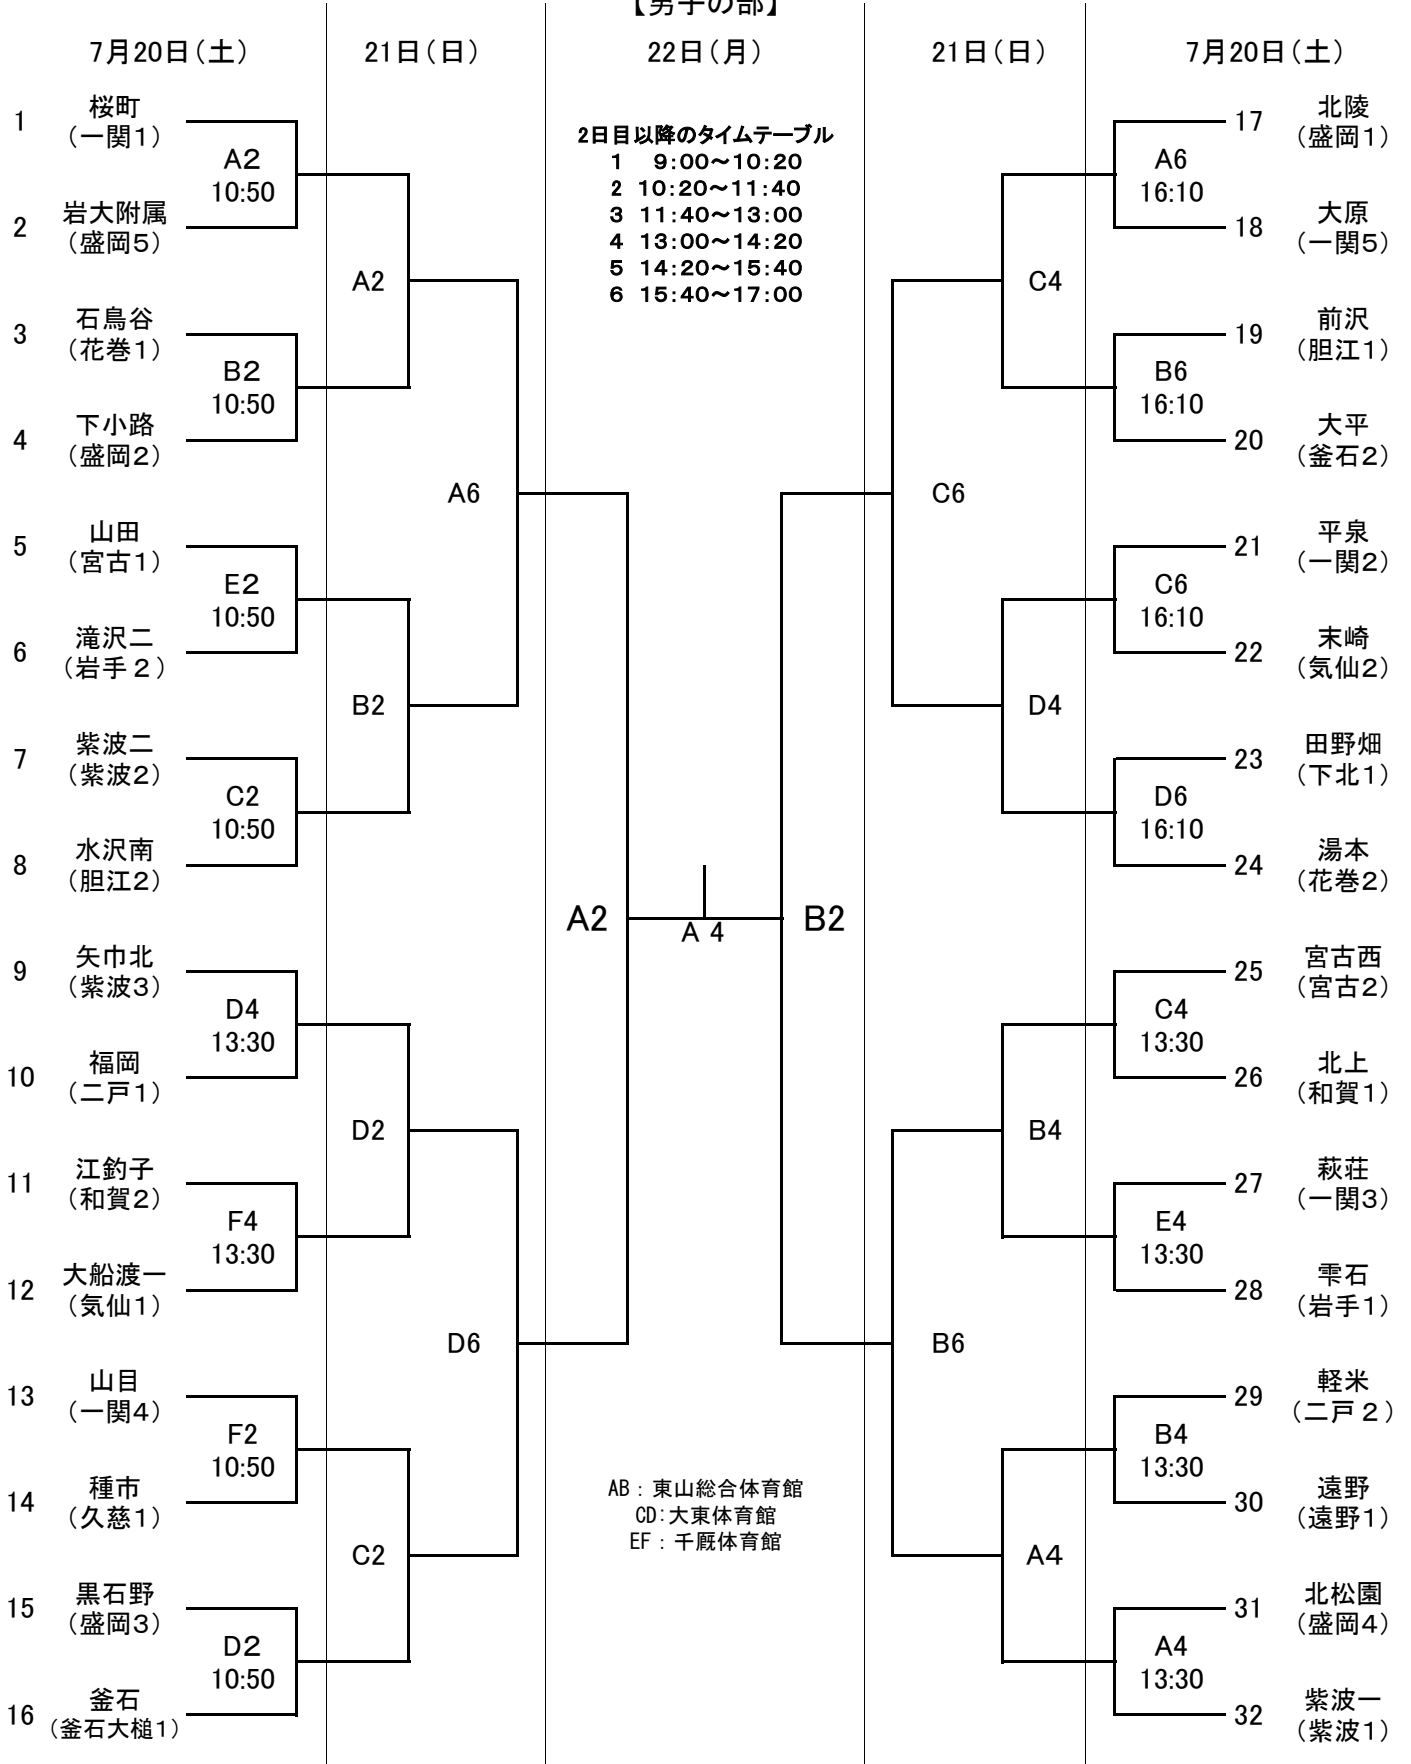 【男子の部】
7月20日(土) 21日(日) 22日(月) 21日(日) 7月20日(土)
2日目以降のタイムテーブル
1 9:00～10:20
2 10:20～11:40
3 11:40～13:00
4 13:00～14:20
5 14:20～15:40
6 15:40～17:00
1 桜町
(一関1)
A2
10:50
2 岩大附属
(盛岡5)
A2
3 石鳥谷
(花巻1)
B2
10:50
4 下小路
(盛岡2)
A6
5 山田
(宮古1)
E2
10:50
6 滝沢二
(岩手２)
B2
7 紫波二
(紫波2)
C2
10:50
8 水沢南
(胆江2)
A2
9 矢巾北
(紫波3)
D4
13:30
10 福岡
(二戸1)
D2
11 江釣子
(和賀2)
F4
13:30
12 大船渡一
(気仙1)
D6
13 山目
(一関4)
F2
10:50
14 種市
(久慈1)
C2
15 黒石野
(盛岡3)
D2
10:50
16 釜石
(釜石大槌1)
A 4
AB：東山総合体育館
CD:大東体育館
EF：千厩体育館
17 北陵
(盛岡1)
A6
16:10
18 大原
(一関5)
C4
19 前沢
(胆江1)
B6
16:10
20 大平
(釜石2)
C6
21 平泉
(一関2)
C6
16:10
22 末崎
(気仙2)
D4
23 田野畑
(下北1)
D6
16:10
24 湯本
(花巻2)
B2
25 宮古西
(宮古2)
C4
13:30
26 北上
(和賀1)
B4
27 萩荘
(一関3)
E4
13:30
28 雫石
(岩手1)
B6
29 軽米
(二戸２)
B4
13:30
30 遠野
(遠野1)
A4
31 北松園
(盛岡4)
A4
13:30
32 紫波一
(紫波1)